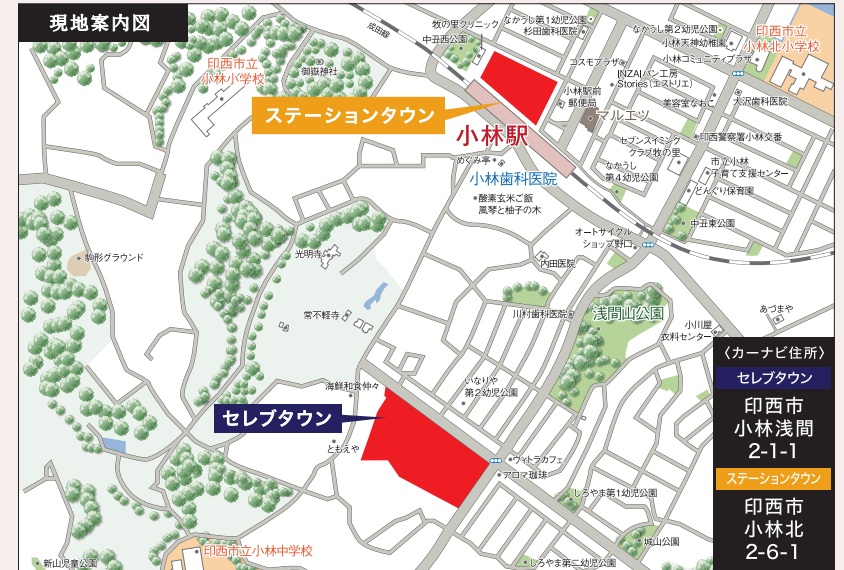 現地案内図
成田線
牧の里クリニック
中丑西公園
なかうし第1幼児公園
杉田歯科医院
なかうし第2幼児公園
小林天神幼稚園
小林コミュニティプラザ
印西市立
小林北小学校
印西市立
小林小学校
御嶽神社
コスモプラザ
INZAIパン工房
Stories(エストリエ)
小林駅前
郵便局
美容室なおこ
大沢歯科医院
ステーションタウン
マルエツ
小林駅
セブンスイミング
クラブ牧の里
印西警察署小林交番
めぐみ亭
小林歯科医院
なかうし
第4幼児公園
市立小林
子育て支援センター
どんぐり保育園
酸素玄米ご飯
風琴と柚子の木
中丑東公園
オートサイクル
ショップ野口
駒形グラウンド
光明寺
内田医院
常不軽寺
川村歯科医院
浅間山公園
あづまや
小川屋
衣料センター
海鮮和食仲々
いなりや
第2幼児公園
セレブタウン
ともえや
ヴィトラカフェ
アロマ珈琲
しろやま第1幼児公園
城山公園
しろやま第二幼児公園
印西市立小林中学校
新山児童公園
〈カーナビ住所〉
セレブタウン
印西市
小林浅間
2-1-1
ステーションタウン
印西市
小林北
2-6-1